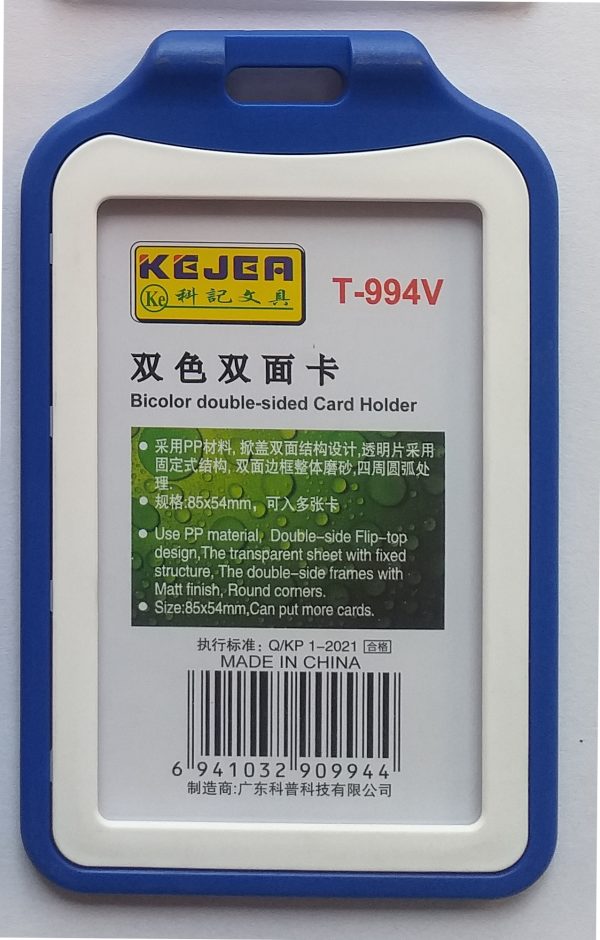 KEJEA
Ke 科記文具
T-994V
双色双面卡
Bicolor double-sided Card Holder
● 采用PP材料, 掀盖双面结构设计,透明片采用
固定式结构, 双面边框整体磨砂,四周圆弧处
理.
● 规格:85x54mm，可入多张卡
● Use PP material, Double-side Flip-top
design,The transparent sheet with fixed
structure, The double-side frames with
Matt finish, Round corners.
● Size:85x54mm,Can put more cards.
执行标准: Q/KP 1-2021 合格
MADE IN CHINA
6 941032 909944
制造商:广东科普科技有限公司